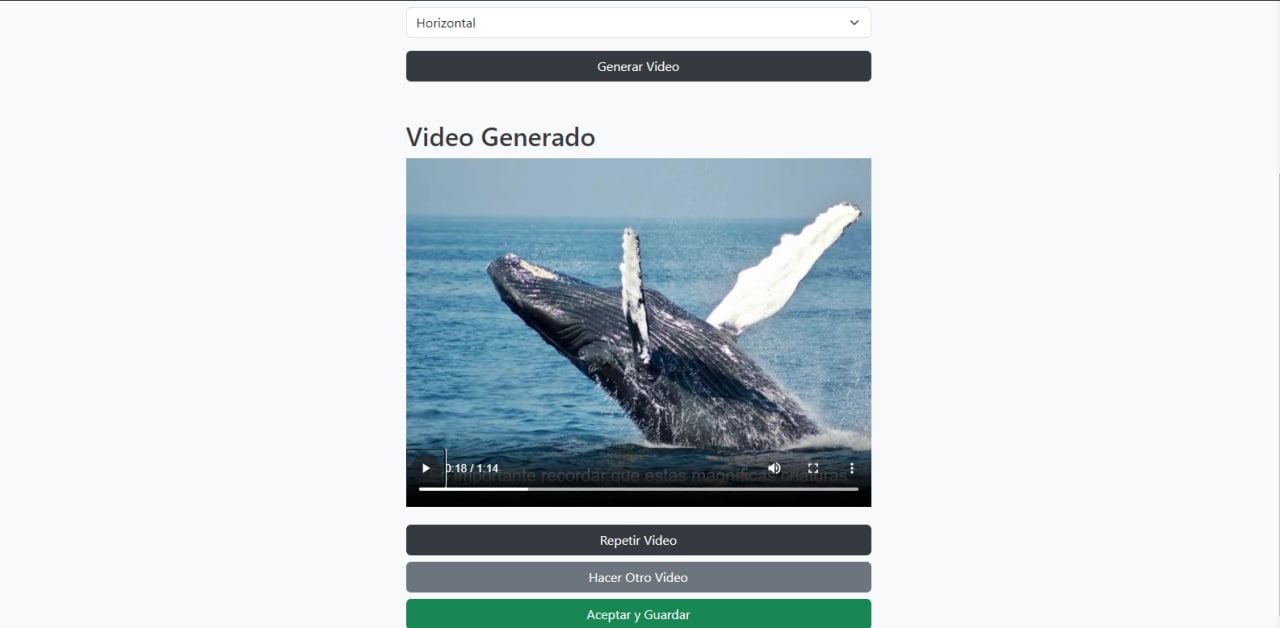 Horizontal
Generar Video
Video Generado
0:18 / 1:14
importante recordar que estas magníficas criaturas
Repetir Video
Hacer Otro Video
Aceptar y Guardar